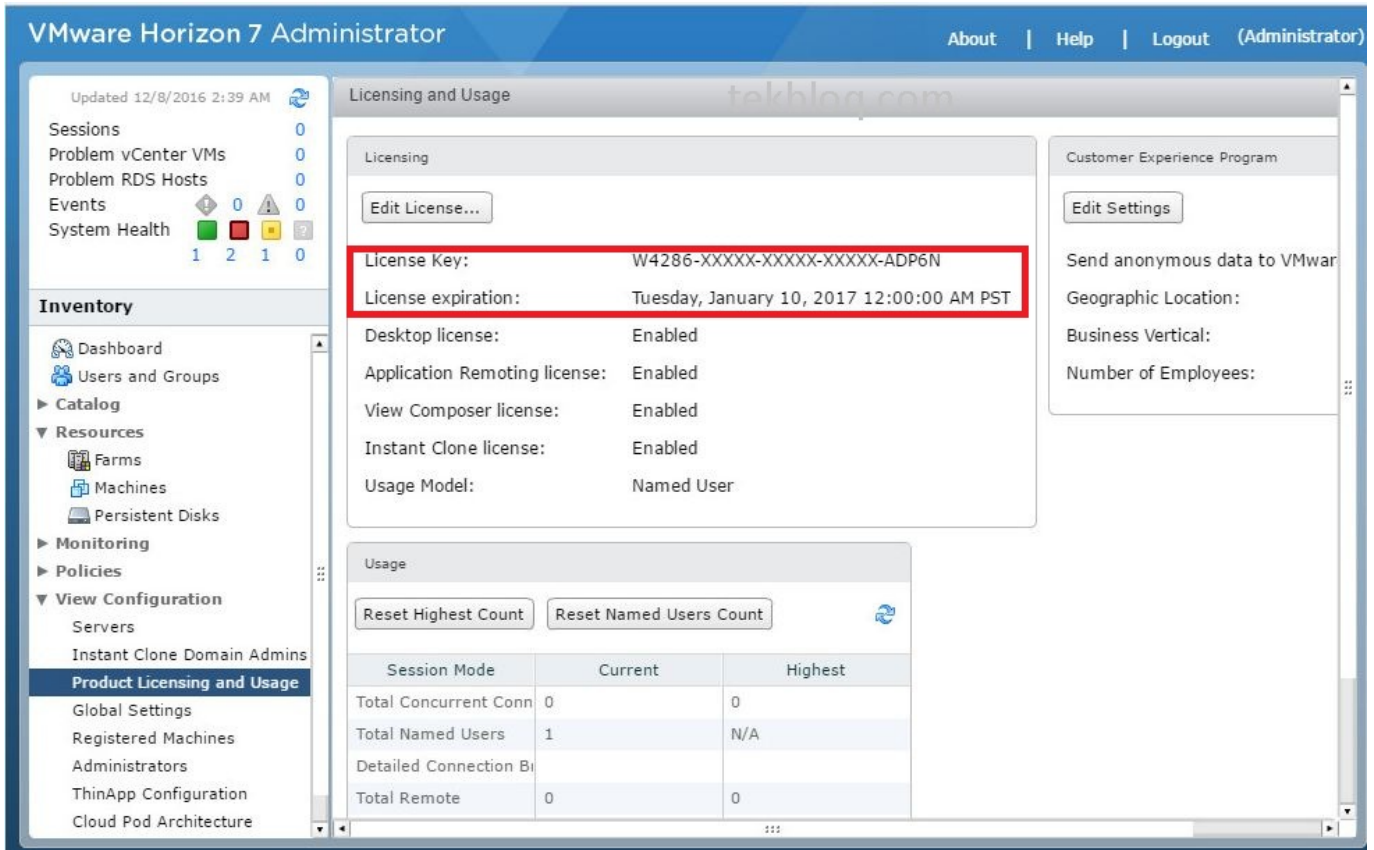 VMware Horizon 7 Administrator
About | Help | Logout (Administrator)
Updated 12/8/2016 2:39 AM
Sessions 0
Problem vCenter VMs 0
Problem RDS Hosts 0
Events 0 0
System Health
1 2 1 0
Inventory
Dashboard
Users and Groups
Catalog
Resources
Farms
Machines
Persistent Disks
Monitoring
Policies
View Configuration
Servers
Instant Clone Domain Admins
Product Licensing and Usage
Global Settings
Registered Machines
Administrators
ThinApp Configuration
Cloud Pod Architecture
Licensing and Usage
tekblog.com
Licensing
Edit License...
License Key: W4286-XXXXX-XXXXX-XXXXX-ADP6N
License expiration: Tuesday, January 10, 2017 12:00:00 AM PST
Desktop license: Enabled
Application Remoting license: Enabled
View Composer license: Enabled
Instant Clone license: Enabled
Usage Model: Named User
Customer Experience Program
Edit Settings
Send anonymous data to VMwar
Geographic Location:
Business Vertical:
Number of Employees:
Usage
Reset Highest Count Reset Named Users Count
Session Mode Current Highest
Total Concurrent Conn 0 0
Total Named Users 1 N/A
Detailed Connection Br
Total Remote 0 0